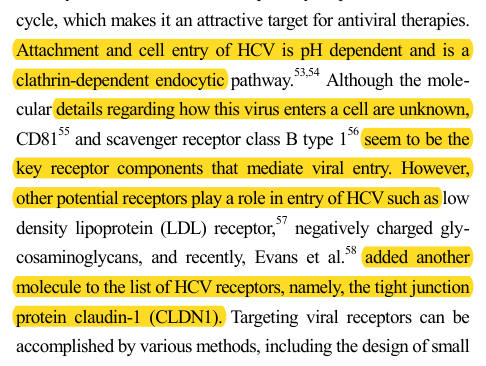 cycle, which makes it an attractive target for antiviral therapies.
Attachment and cell entry of HCV is pH dependent and is a
clathrin-dependent endocytic pathway.53,54 Although the mole-
cular details regarding how this virus enters a cell are unknown,
CD8155 and scavenger receptor class B type 156 seem to be the
key receptor components that mediate viral entry. However,
other potential receptors play a role in entry of HCV such as low
density lipoprotein (LDL) receptor,57 negatively charged gly-
cosaminoglycans, and recently, Evans et al.58 added another
molecule to the list of HCV receptors, namely, the tight junction
protein claudin-1 (CLDN1). Targeting viral receptors can be
accomplished by various methods, including the design of small